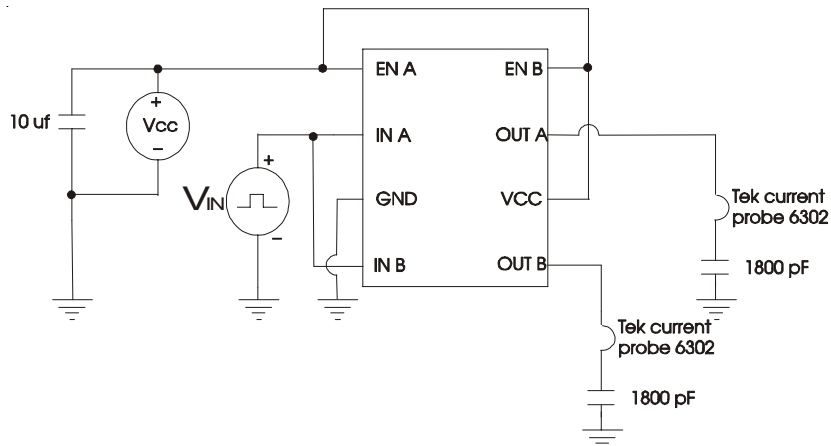 EN A
EN B
10 uf
+
Vcc
−
IN A
OUT A
+
VIN
−
GND
VCC
Tek current
probe 6302
IN B
OUT B
1800 pF
Tek current
probe 6302
1800 pF